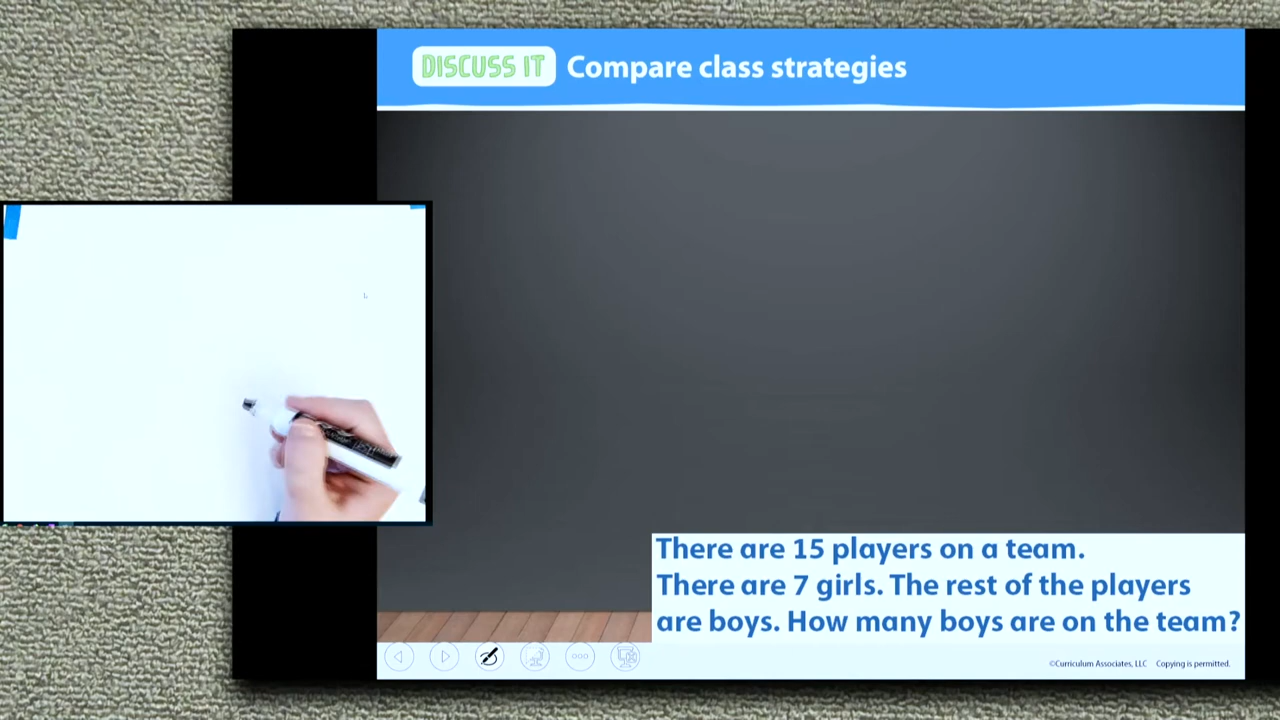 DISCUSS IT Compare class strategies
There are 15 players on a team.
There are 7 girls. The rest of the players
are boys. How many boys are on the team?
©Curriculum Associates, LLC Copying is permitted.